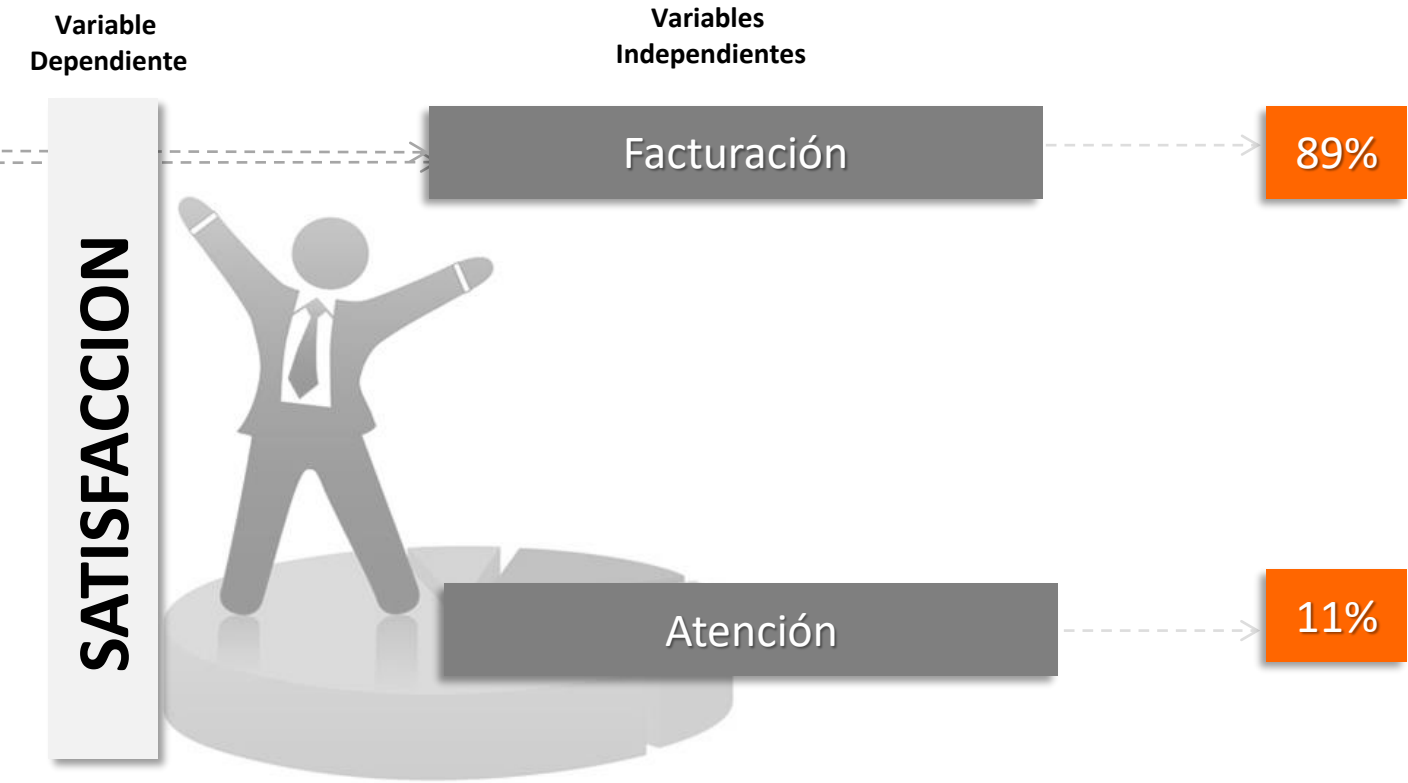 Variable
Dependiente
Variables
Independientes
SATISFACCION
Facturación
89%
Atención
11%